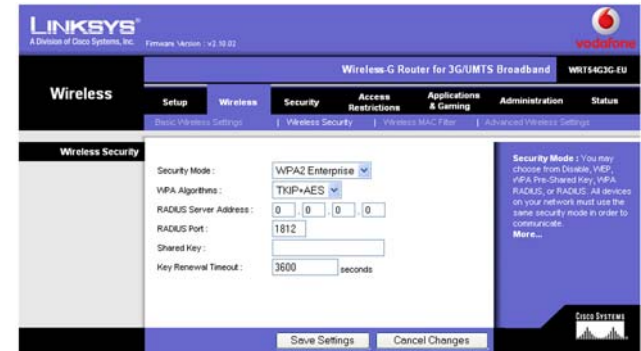 LINKSYS®
A Division of Cisco Systems, Inc.
Firmware Version : v2.10.02
vodafone
Wireless-G Router for 3G/UMTS Broadband
WRT54G3G-EU
Wireless
Setup
Wireless
Security
Access Restrictions
Applications & Gaming
Administration
Status
Basic Wireless Settings
| Wireless Security
| Wireless MAC Filter
| Advanced Wireless Settings
Wireless Security
Security Mode : WPA2 Enterprise
WPA Algorithms : TKIP+AES
RADIUS Server Address : 0 . 0 . 0 . 0
RADIUS Port : 1812
Shared Key :
Key Renewal Timeout : 3600 seconds
Security Mode : You may
choose from Disable, WEP,
WPA Pre-Shared Key, WPA
RADIUS, or RADIUS. All devices
on your network must use the
same security mode in order to
communicate.
More...
CISCO SYSTEMS
Save Settings
Cancel Changes